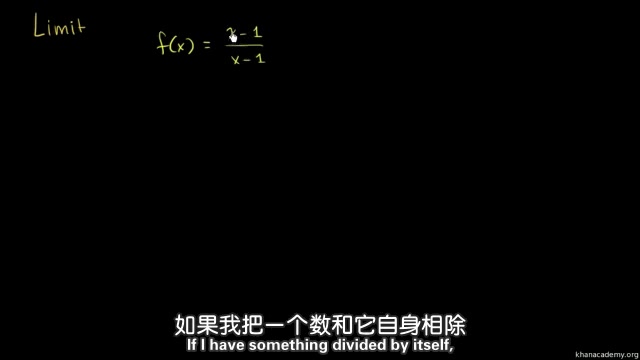 Limit
f(x) = x - 1 / x - 1
如果我把一个数和它自身相除
If I have something divided by itself,
khanacademy.org